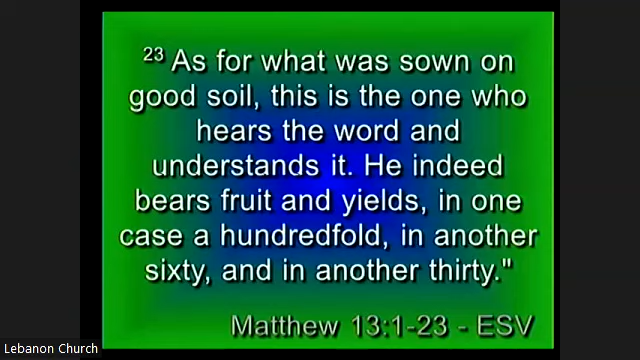 23 As for what was sown on
good soil, this is the one who
hears the word and
understands it. He indeed
bears fruit and yields, in one
case a hundredfold, in another
sixty, and in another thirty."
Matthew 13:1-23 - ESV
Lebanon Church